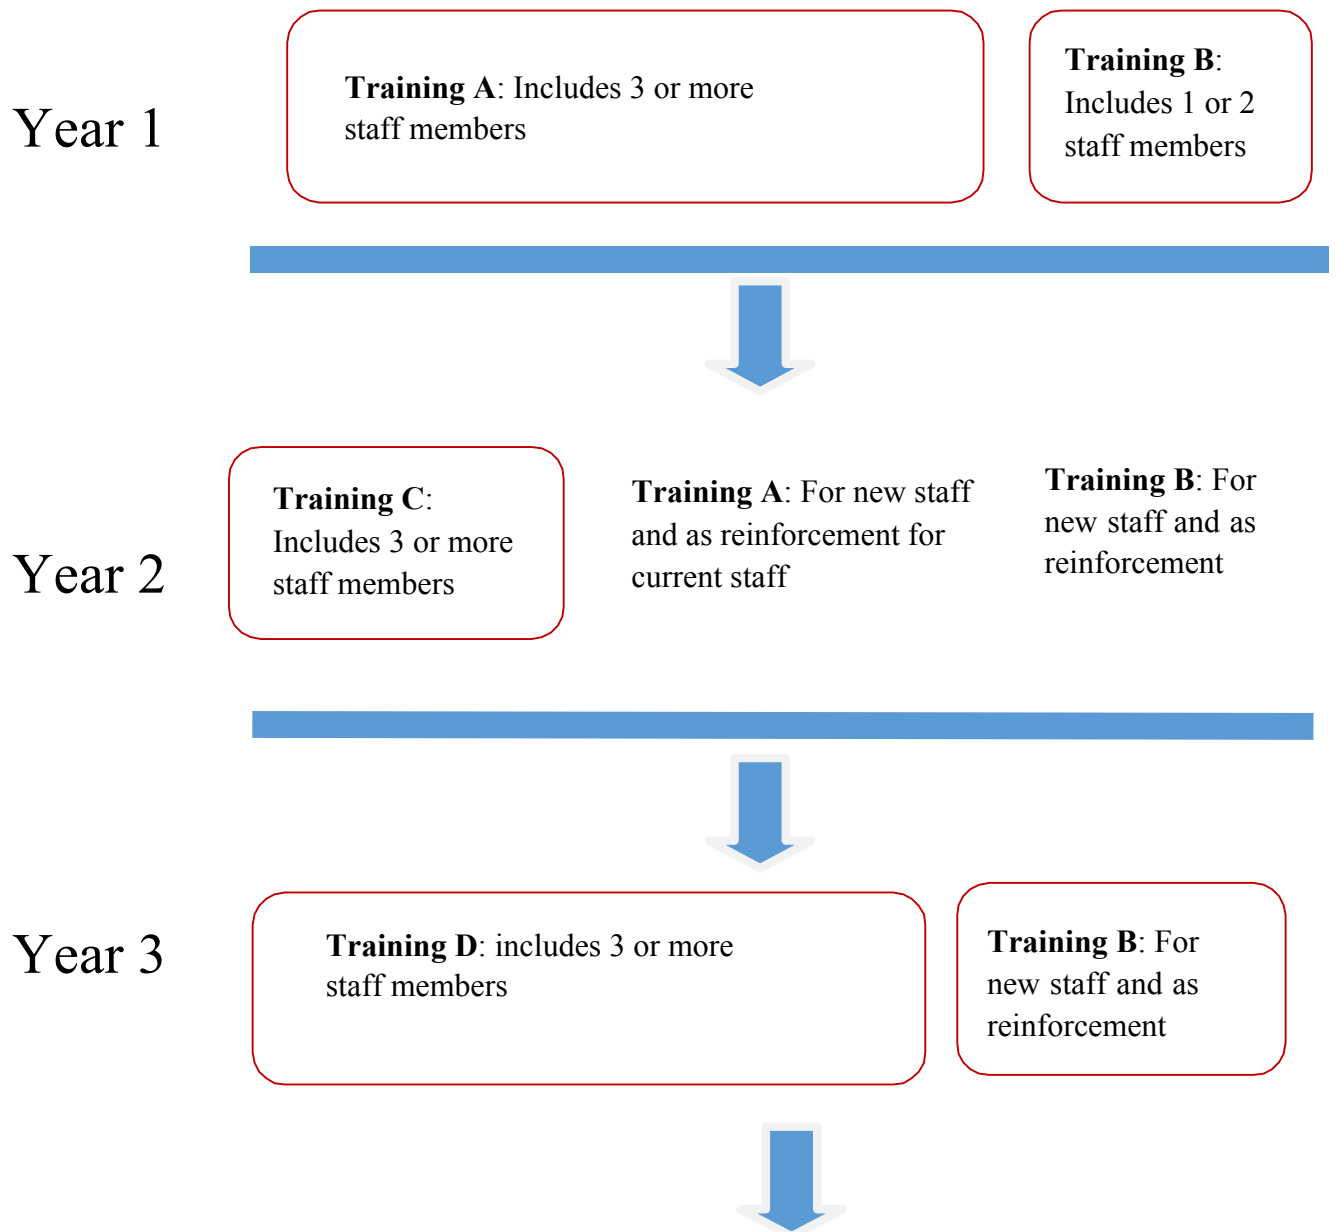 Year 1
Training A: Includes 3 or more
staff members
Training B:
Includes 1 or 2
staff members
Year 2
Training C:
Includes 3 or more
staff members
Training A: For new staff
and as reinforcement for
current staff
Training B: For
new staff and as
reinforcement
Year 3
Training D: includes 3 or more
staff members
Training B: For
new staff and as
reinforcement